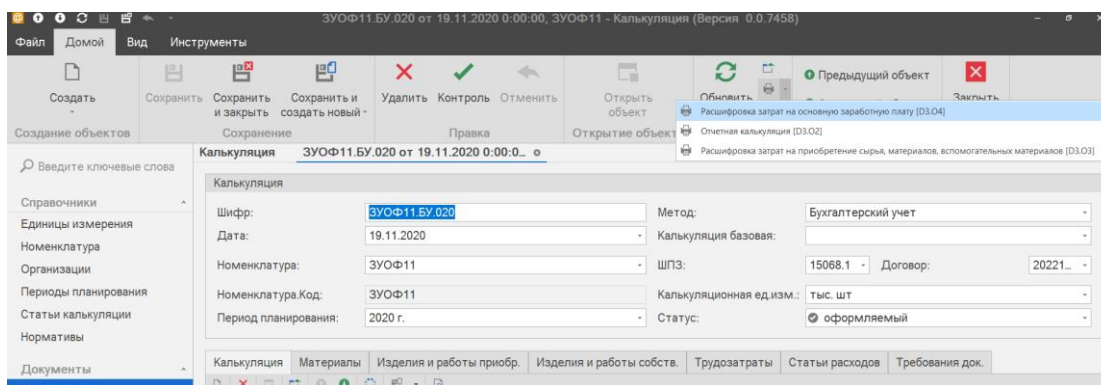 ЗУОФ11.БУ.020 от 19.11.2020 0:00:00, ЗУОФ11 - Калькуляция (Версия 0.0.7458)
Файл Домой Вид Инструменты
Создать Сохранить Сохранить и закрыть Сохранить и создать новый Удалить Контроль Отменить Открыть объект Обновить Предыдущий объект Закрыть
Расшифровка затрат на основную заработную плату [D3.O4]
Отчетная калькуляция [D3.O2]
Расшифровка затрат на приобретение сырья, материалов, вспомогательных материалов [D3.O3]
Создание объектов Сохранение Правка Открытие объект
Введите ключевые слова
Калькуляция ЗУОФ11.БУ.020 от 19.11.2020 0:00:0...
Справочники
Единицы измерения
Номенклатура
Организации
Периоды планирования
Статьи калькуляции
Нормативы
Документы
Калькуляция
Шифр: ЗУОФ11.БУ.020 Метод: Бухгалтерский учет
Дата: 19.11.2020 Калькуляция базовая:
Номенклатура: ЗУОФ11 ШПЗ: 15068.1 Договор: 20221...
Номенклатура.Код: ЗУОФ11 Калькуляционная ед.изм.: тыс. шт
Период планирования: 2020 г. Статус: оформляемый
Калькуляция Материалы Изделия и работы приобр. Изделия и работы собств. Трудозатраты Статьи расходов Требования док.